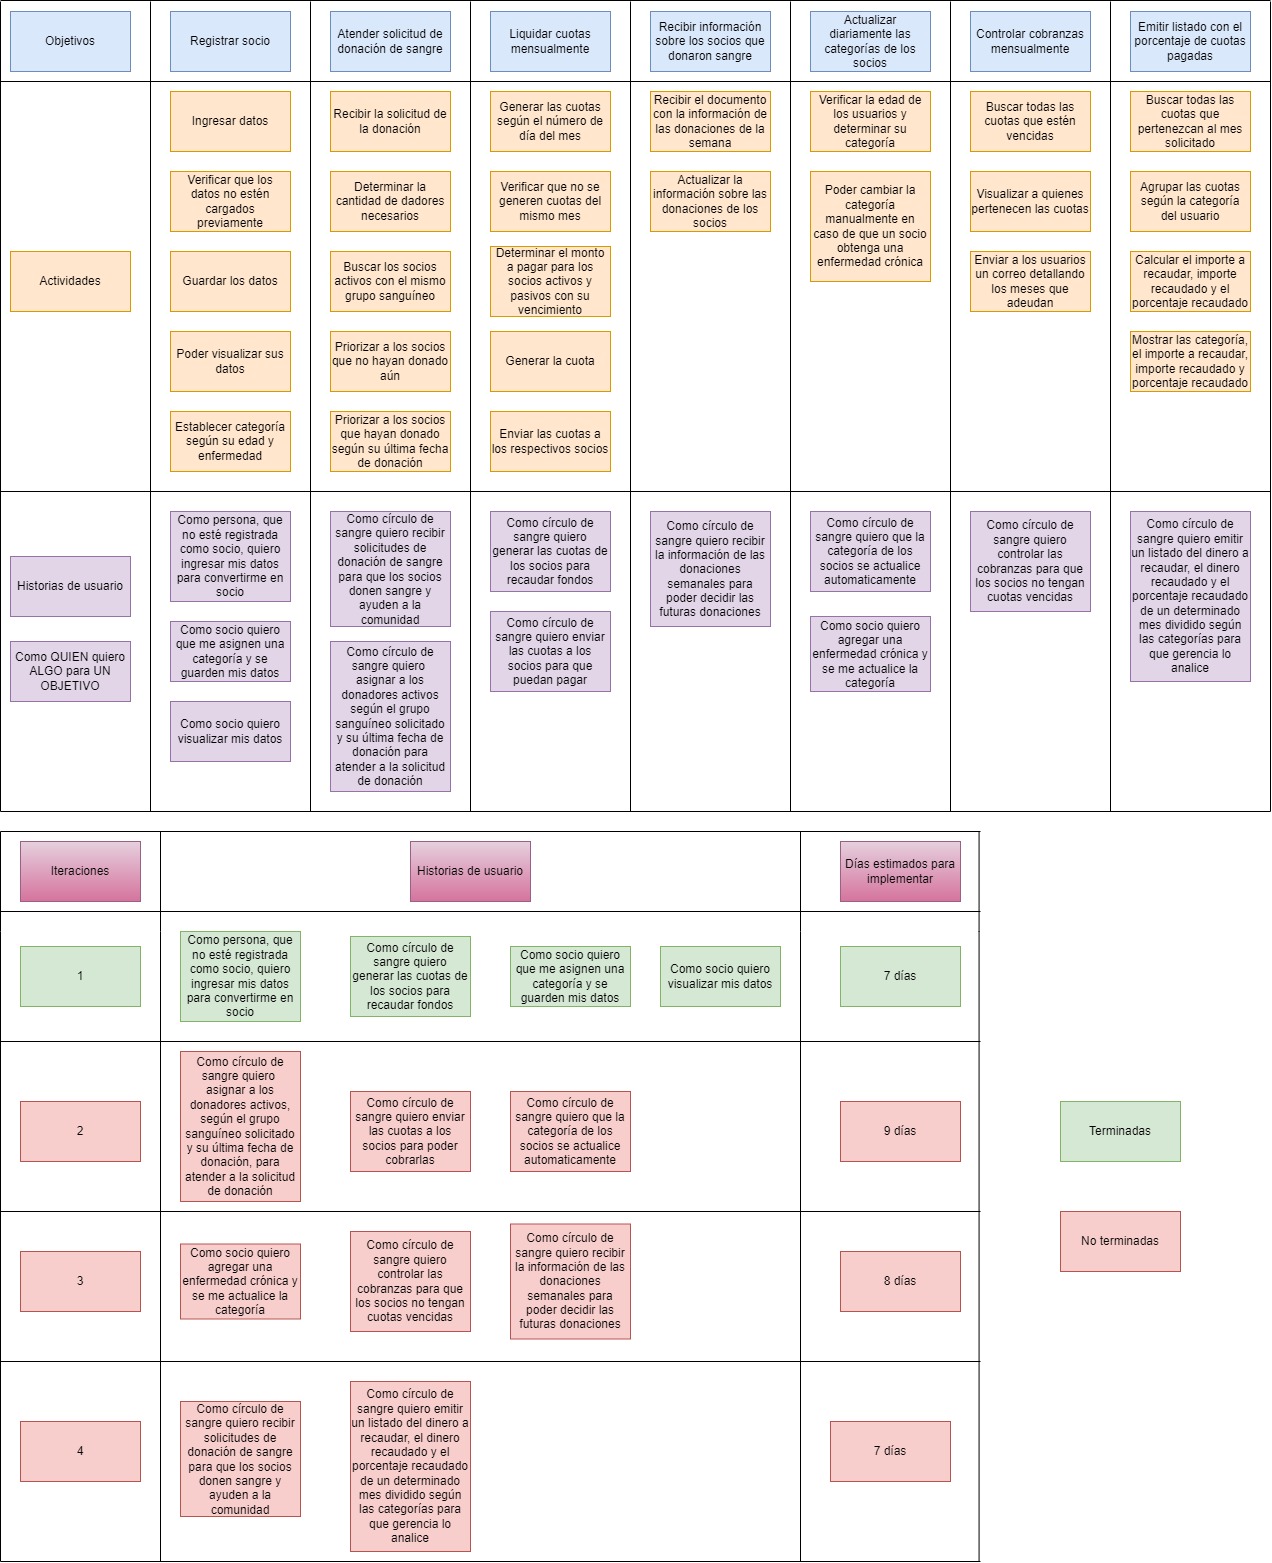 Objetivos
Registrar socio
Atender solicitud de
donación de sangre
Liquidar cuotas
mensualmente
Recibir información
sobre los socios que
donaron sangre
Actualizar
diariamente las
categorías de los
socios
Controlar cobranzas
mensualmente
Emitir listado con el
porcentaje de cuotas
pagadas
Actividades
Ingresar datos
Verificar que los
datos no estén
cargados
previamente
Guardar los datos
Poder visualizar sus
datos
Establecer categoría
según su edad y
enfermedad
Recibir la solicitud de
la donación
Determinar la
cantidad de dadores
necesarios
Buscar los socios
activos con el mismo
grupo sanguíneo
Priorizar a los socios
que no hayan donado
aún
Priorizar a los socios
que hayan donado
según su última fecha
de donación
Generar las cuotas
según el número de
día del mes
Verificar que no se
generen cuotas del
mismo mes
Determinar el monto
a pagar para los
socios activos y
pasivos con su
vencimiento
Generar la cuota
Enviar las cuotas a
los respectivos socios
Recibir el documento
con la información de
las donaciones de la
semana
Actualizar la
información sobre las
donaciones de los
socios
Verificar la edad de
los usuarios y
determinar su
categoría
Poder cambiar la
categoría
manualmente en
caso de que un socio
obtenga una
enfermedad crónica
Buscar todas las
cuotas que estén
vencidas
Visualizar a quienes
pertenecen las cuotas
Enviar a los usuarios
un correo detallando
los meses que
adeudan
Buscar todas las
cuotas que
pertenezcan al mes
solicitado
Agrupar las cuotas
según la categoría
del usuario
Calcular el importe a
recaudar, importe
recaudado y el
porcentaje recaudado
Mostrar las categoría,
el importe a recaudar,
importe recaudado y
porcentaje recaudado
Historias de usuario
Como QUIEN quiero
ALGO para UN
OBJETIVO
Como persona, que
no esté registrada
como socio, quiero
ingresar mis datos
para convertirme en
socio
Como socio quiero
que me asignen una
categoría y se
guarden mis datos
Como socio quiero
visualizar mis datos
Como círculo de
sangre quiero recibir
solicitudes de
donación de sangre
para que los socios
donen sangre y
ayuden a la
comunidad
Como círculo de
sangre quiero
asignar a los
donadores activos
según el grupo
sanguíneo solicitado
y su última fecha de
donación para
atender a la solicitud
de donación
Como círculo de
sangre quiero
generar las cuotas de
los socios para
recaudar fondos
Como círculo de
sangre quiero enviar
las cuotas a los
socios para que
puedan pagar
Como círculo de
sangre quiero recibir
la información de las
donaciones
semanales para
poder decidir las
futuras donaciones
Como círculo de
sangre quiero que la
categoría de los
socios se actualice
automaticamente
Como socio quiero
agregar una
enfermedad crónica y
se me actualice la
categoría
Como círculo de
sangre quiero
controlar las
cobranzas para que
los socios no tengan
cuotas vencidas
Como círculo de
sangre quiero emitir
un listado del dinero a
recaudar, el dinero
recaudado y el
porcentaje recaudado
de un determinado
mes dividido según
las categorías para
que gerencia lo
analice
Iteraciones
Historias de usuario
Días estimados para
implementar
1
Como persona, que
no esté registrada
como socio, quiero
ingresar mis datos
para convertirme en
socio
Como círculo de
sangre quiero
generar las cuotas de
los socios para
recaudar fondos
Como socio quiero
que me asignen una
categoría y se
guarden mis datos
Como socio quiero
visualizar mis datos
7 días
2
Como círculo de
sangre quiero
asignar a los
donadores activos,
según el grupo
sanguíneo solicitado
y su última fecha de
donación, para
atender a la solicitud
de donación
Como círculo de
sangre quiero enviar
las cuotas a los
socios para poder
cobrarlas
Como círculo de
sangre quiero que la
categoría de los
socios se actualice
automaticamente
9 días
Terminadas
No terminadas
3
Como socio quiero
agregar una
enfermedad crónica y
se me actualice la
categoría
Como círculo de
sangre quiero
controlar las
cobranzas para que
los socios no tengan
cuotas vencidas
Como círculo de
sangre quiero recibir
la información de las
donaciones
semanales para
poder decidir las
futuras donaciones
8 días
4
Como círculo de
sangre quiero recibir
solicitudes de
donación de sangre
para que los socios
donen sangre y
ayuden a la
comunidad
Como círculo de
sangre quiero emitir
un listado del dinero a
recaudar, el dinero
recaudado y el
porcentaje recaudado
de un determinado
mes dividido según
las categorías para
que gerencia lo
analice
7 días